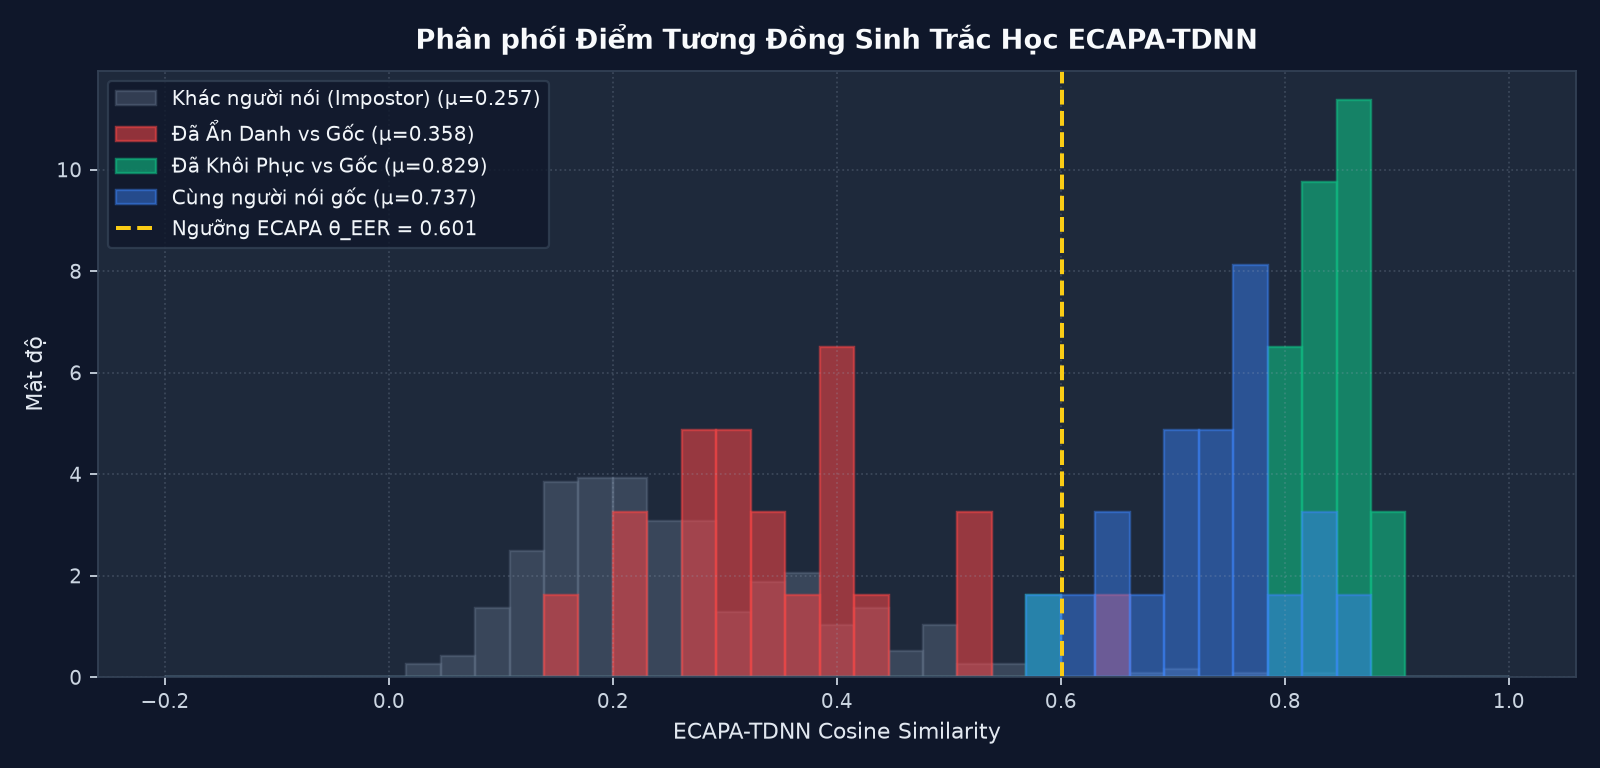 Phân phối Điểm Tương Đồng Sinh Trắc Học ECAPA-TDNN
Khác người nói (Impostor) (μ=0.257)
Đã Ẩn Danh vs Gốc (μ=0.358)
Đã Khôi Phục vs Gốc (μ=0.829)
Cùng người nói gốc (μ=0.737)
Ngưỡng ECAPA θ_EER = 0.601
Mật độ
10
8
6
4
2
0
−0.2 0.0 0.2 0.4 0.6 0.8 1.0
ECAPA-TDNN Cosine Similarity